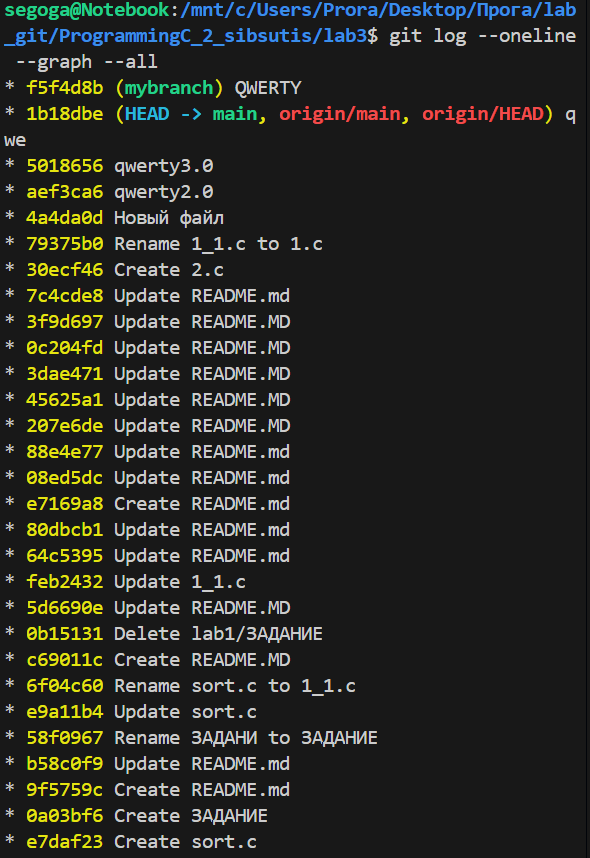 segoga@Notebook:/mnt/c/Users/Prora/Desktop/Прога/lab
_git/ProgrammingC_2_sibsutis/lab3$ git log --oneline
 --graph --all
* f5f4d8b (mybranch) QWERTY
* 1b18dbe (HEAD -> main, origin/main, origin/HEAD) q
we
* 5018656 qwerty3.0
* aef3ca6 qwerty2.0
* 4a4da0d Новый файл
* 79375b0 Rename 1_1.c to 1.c
* 30ecf46 Create 2.c
* 7c4cde8 Update README.md
* 3f9d697 Update README.MD
* 0c204fd Update README.MD
* 3dae471 Update README.MD
* 45625a1 Update README.MD
* 207e6de Update README.MD
* 88e4e77 Update README.md
* 08ed5dc Update README.md
* e7169a8 Create README.md
* 80dbcb1 Update README.md
* 64c5395 Update README.md
* feb2432 Update 1_1.c
* 5d6690e Update README.MD
* 0b15131 Delete lab1/ЗАДАНИЕ
* c69011c Create README.MD
* 6f04c60 Rename sort.c to 1_1.c
* e9a11b4 Update sort.c
* 58f0967 Rename ЗАДАНИ to ЗАДАНИЕ
* b58c0f9 Update README.md
* 9f5759c Create README.md
* 0a03bf6 Create ЗАДАНИЕ
* e7daf23 Create sort.c